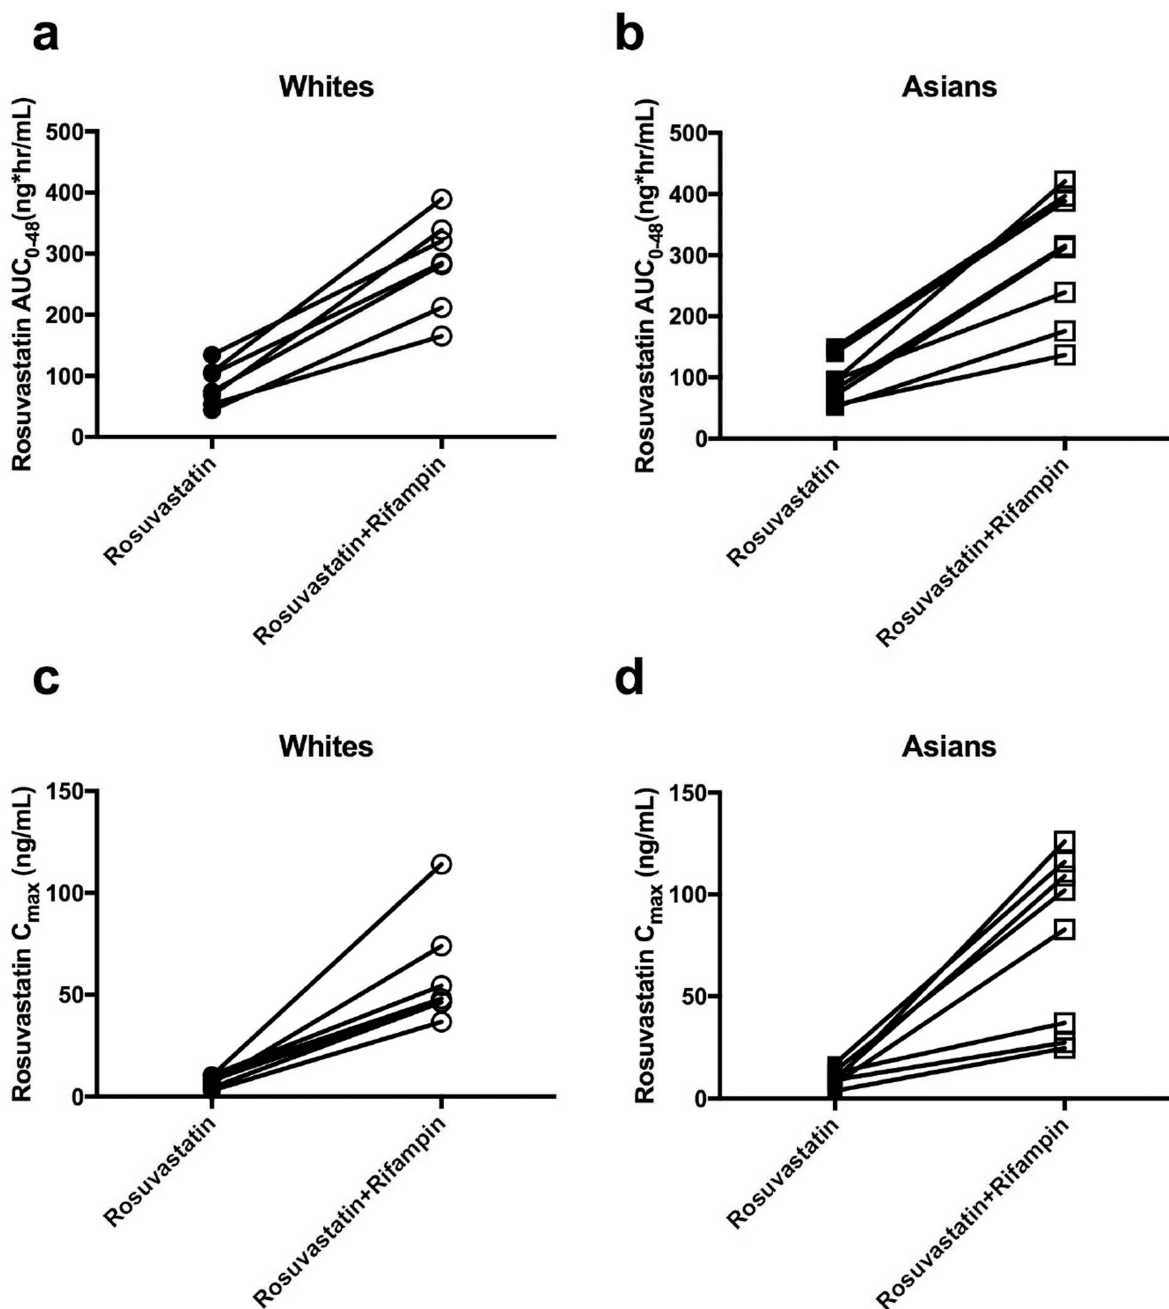 a
Whites
Rosuvastatin AUC0-48(ng*hr/mL)
500
400
300
200
100
0
Rosuvastatin
Rosuvastatin+Rifampin
b
Asians
Rosuvastatin AUC0-48(ng*hr/mL)
500
400
300
200
100
0
Rosuvastatin
Rosuvastatin+Rifampin
c
Whites
Rosuvastatin Cmax (ng/mL)
150
100
50
0
Rosuvastatin
Rosuvastatin+Rifampin
d
Asians
Rosuvastatin Cmax (ng/mL)
150
100
50
0
Rosuvastatin
Rosuvastatin+Rifampin